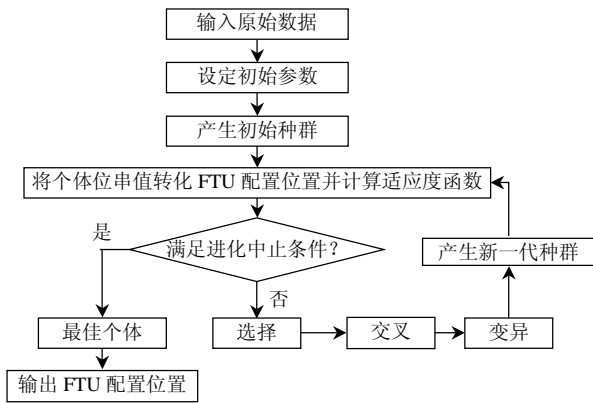 输入原始数据
设定初始参数
产生初始种群
将个体位串值转化 FTU 配置位置并计算适应度函数
是
满足进化中止条件？
产生新一代种群
否
最佳个体
选择
交叉
变异
输出 FTU 配置位置